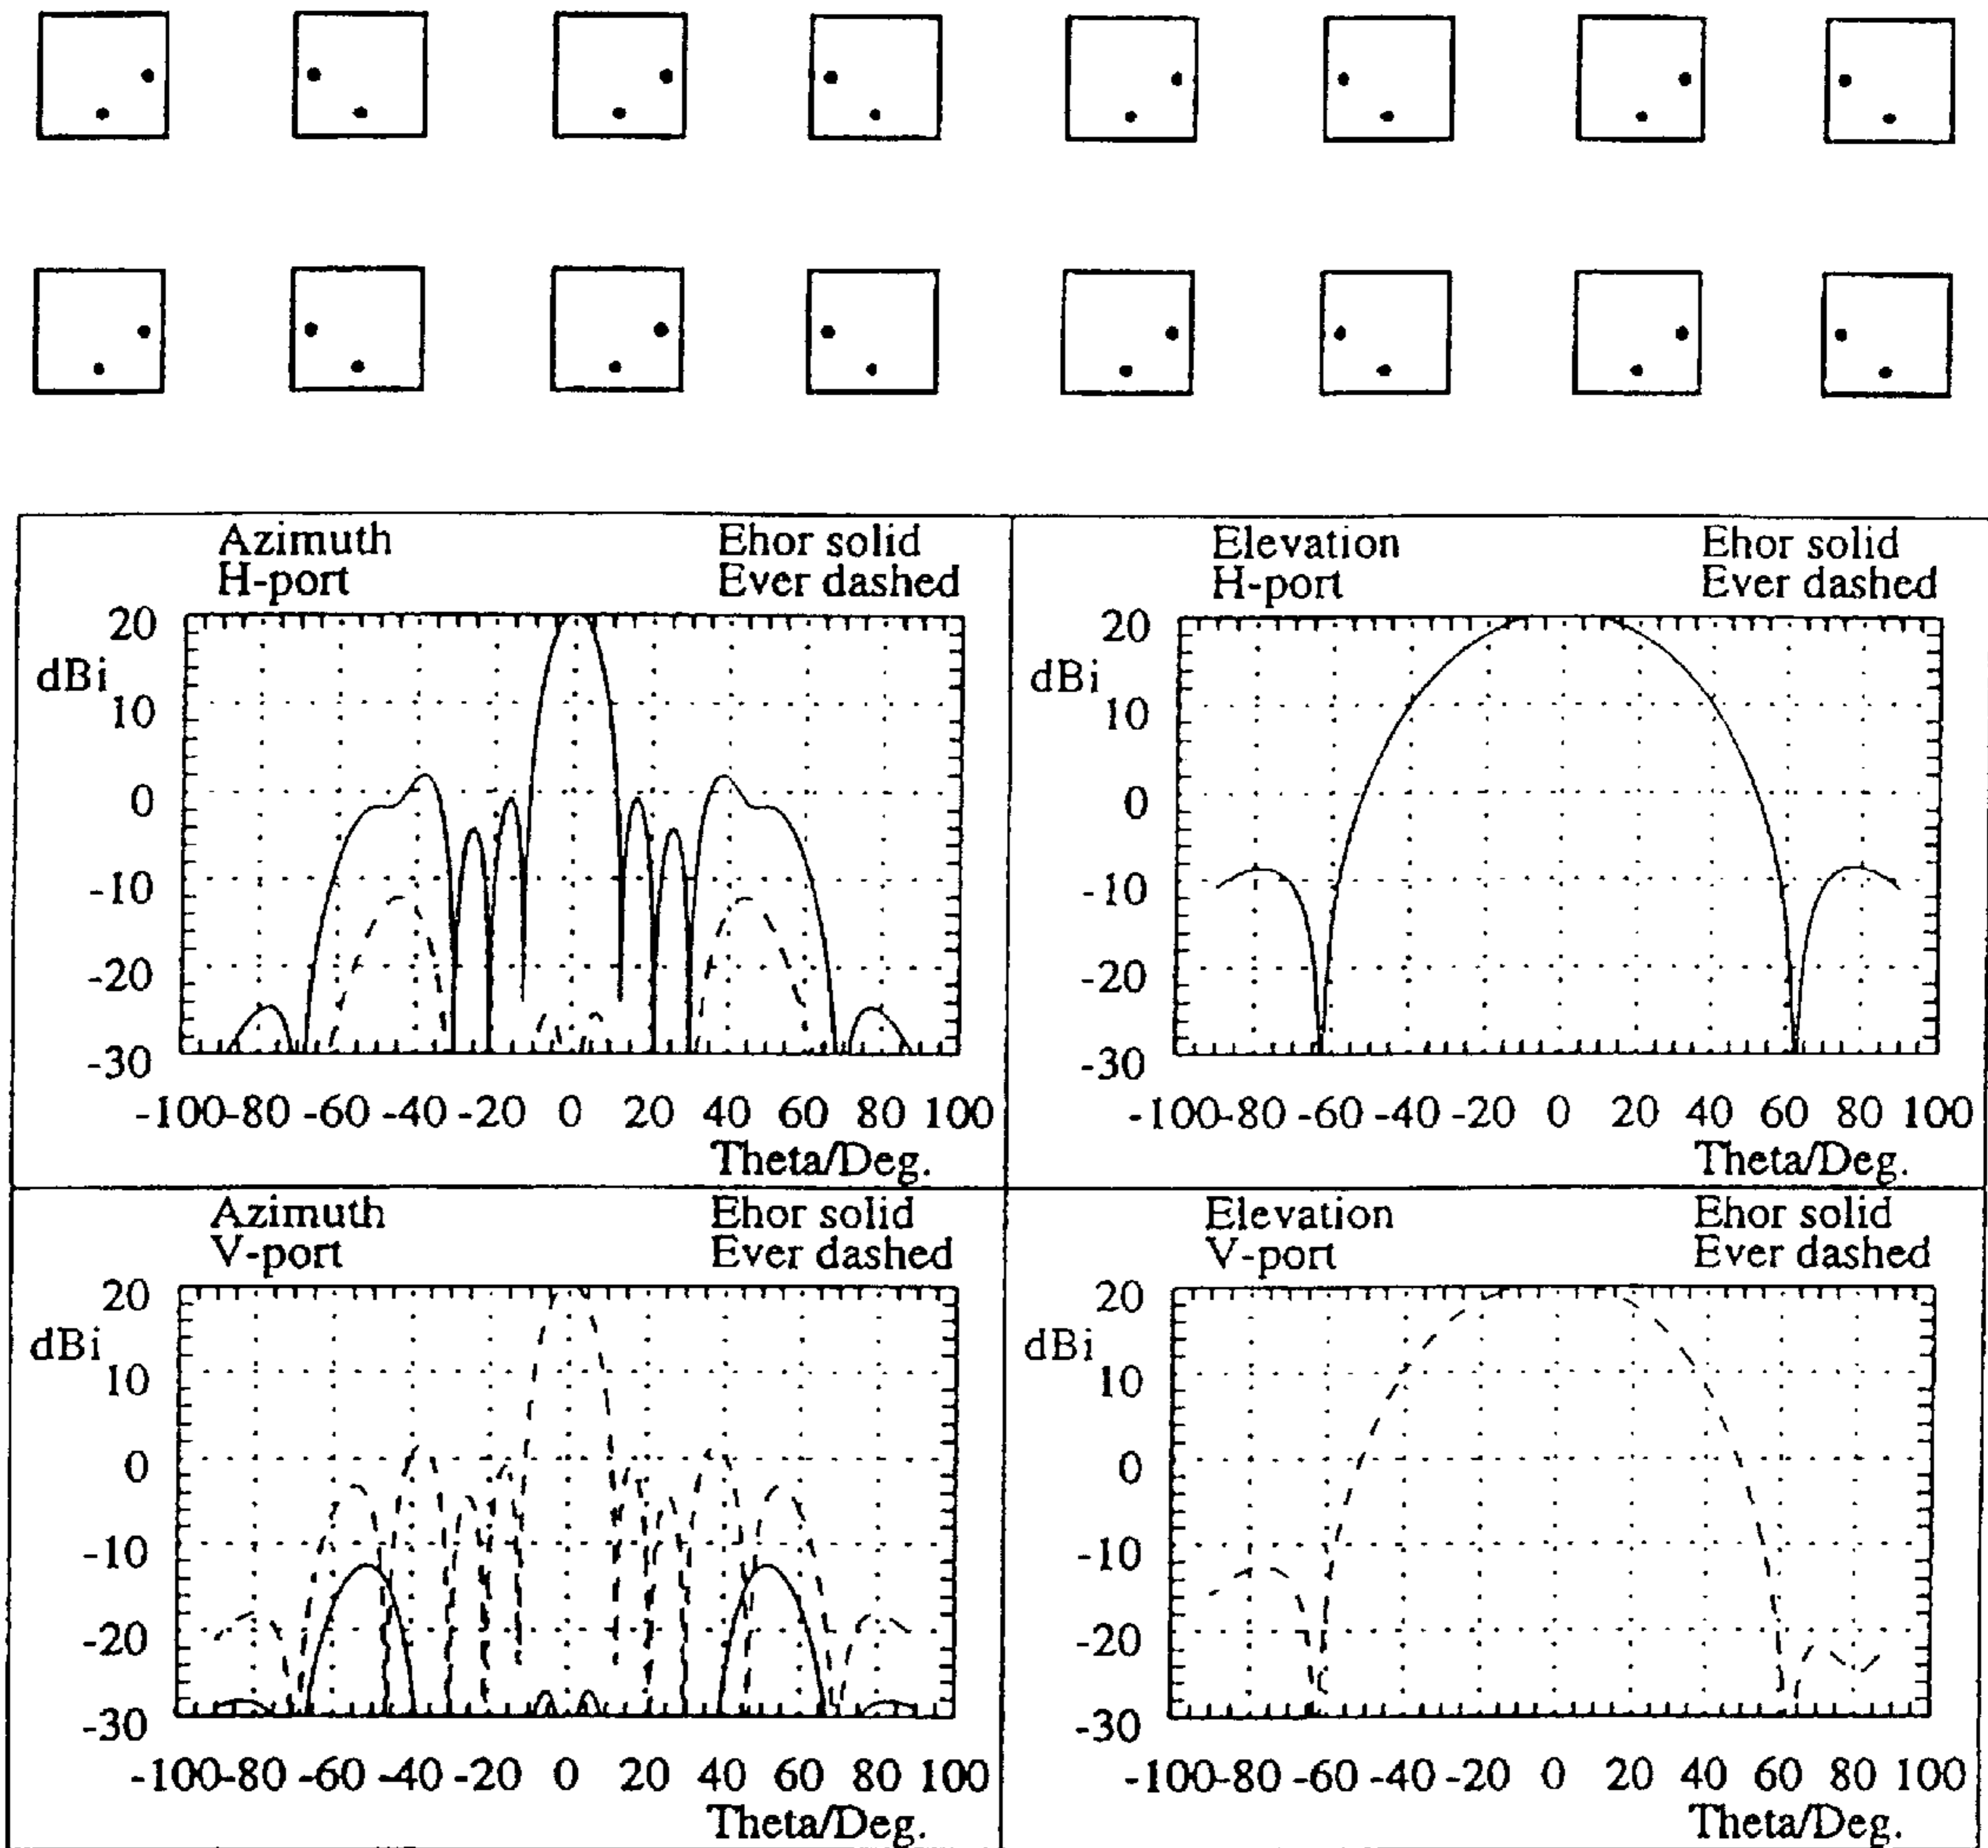 Azimuth Ehor solid
H-port Ever dashed
20
dBi
10
0
-10
-20
-30
-100 -80 -60 -40 -20 0 20 40 60 80 100
Theta/Deg.
Elevation Ehor solid
H-port Ever dashed
20
dBi
10
0
-10
-20
-30
-100 -80 -60 -40 -20 0 20 40 60 80 100
Theta/Deg.
Azimuth Ehor solid
V-port Ever dashed
20
dBi
10
0
-10
-20
-30
-100 -80 -60 -40 -20 0 20 40 60 80 100
Theta/Deg.
Elevation Ehor solid
V-port Ever dashed
20
dBi
10
0
-10
-20
-30
-100 -80 -60 -40 -20 0 20 40 60 80 100
Theta/Deg.